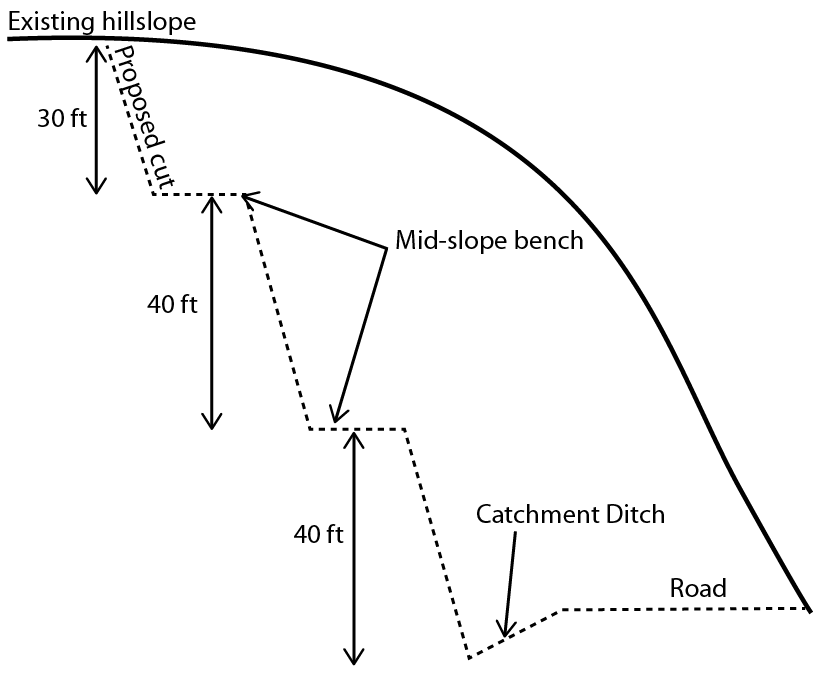 Existing hillslope
Proposed cut
30 ft
Mid-slope bench
40 ft
Catchment Ditch
40 ft
Road